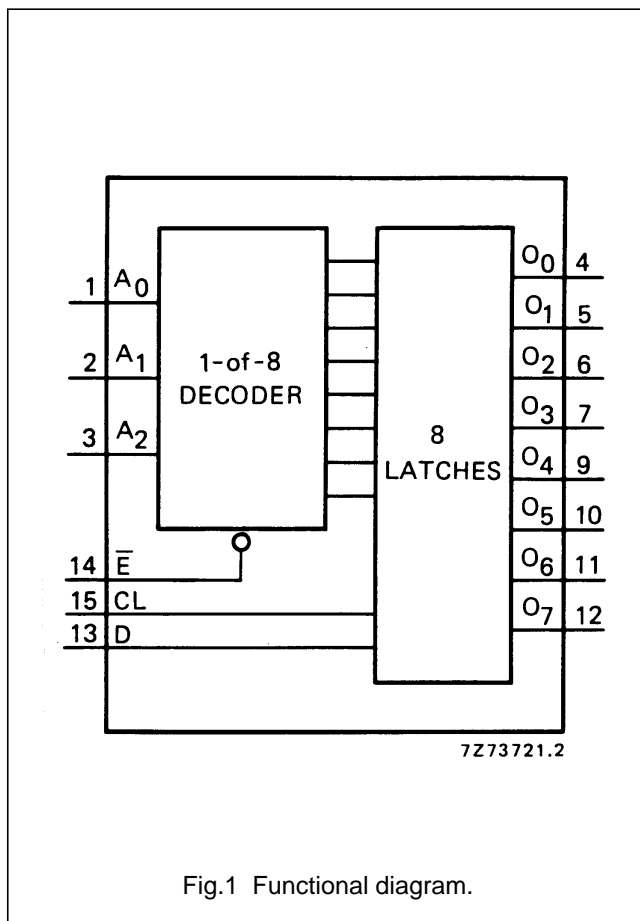 1 A0
2 A1
3 A2
14 E̅
15 CL
13 D
1-of-8
DECODER
8
LATCHES
O0 4
O1 5
O2 6
O3 7
O4 9
O5 10
O6 11
O7 12
7Z73721.2
Fig.1 Functional diagram.